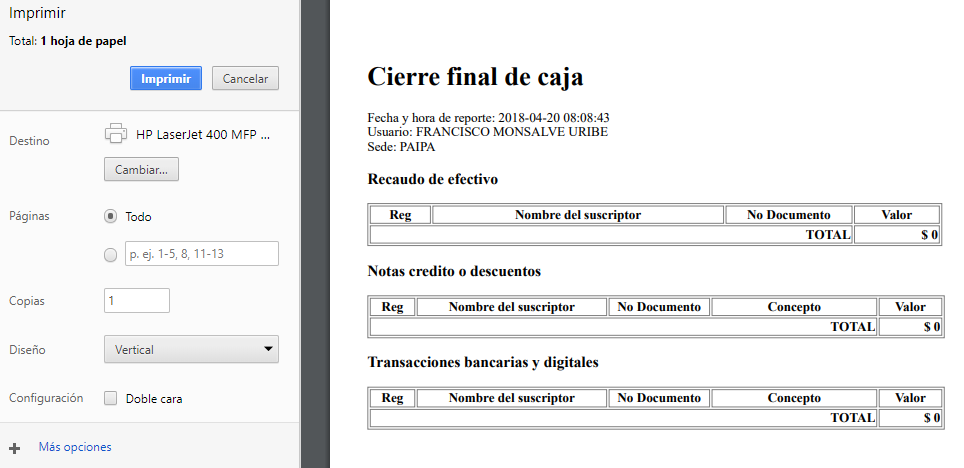 Imprimir
Total: 1 hoja de papel
Imprimir Cancelar
Destino HP LaserJet 400 MFP ...
Cambiar...
Páginas Todo
p. ej. 1-5, 8, 11-13
Copias 1
Diseño Vertical
Configuración Doble cara
Más opciones
Cierre final de caja
Fecha y hora de reporte: 2018-04-20 08:08:43
Usuario: FRANCISCO MONSALVE URIBE
Sede: PAIPA
Recaudo de efectivo
Reg Nombre del suscriptor No Documento Valor
TOTAL $ 0
Notas credito o descuentos
Reg Nombre del suscriptor No Documento Concepto Valor
TOTAL $ 0
Transacciones bancarias y digitales
Reg Nombre del suscriptor No Documento Concepto Valor
TOTAL $ 0